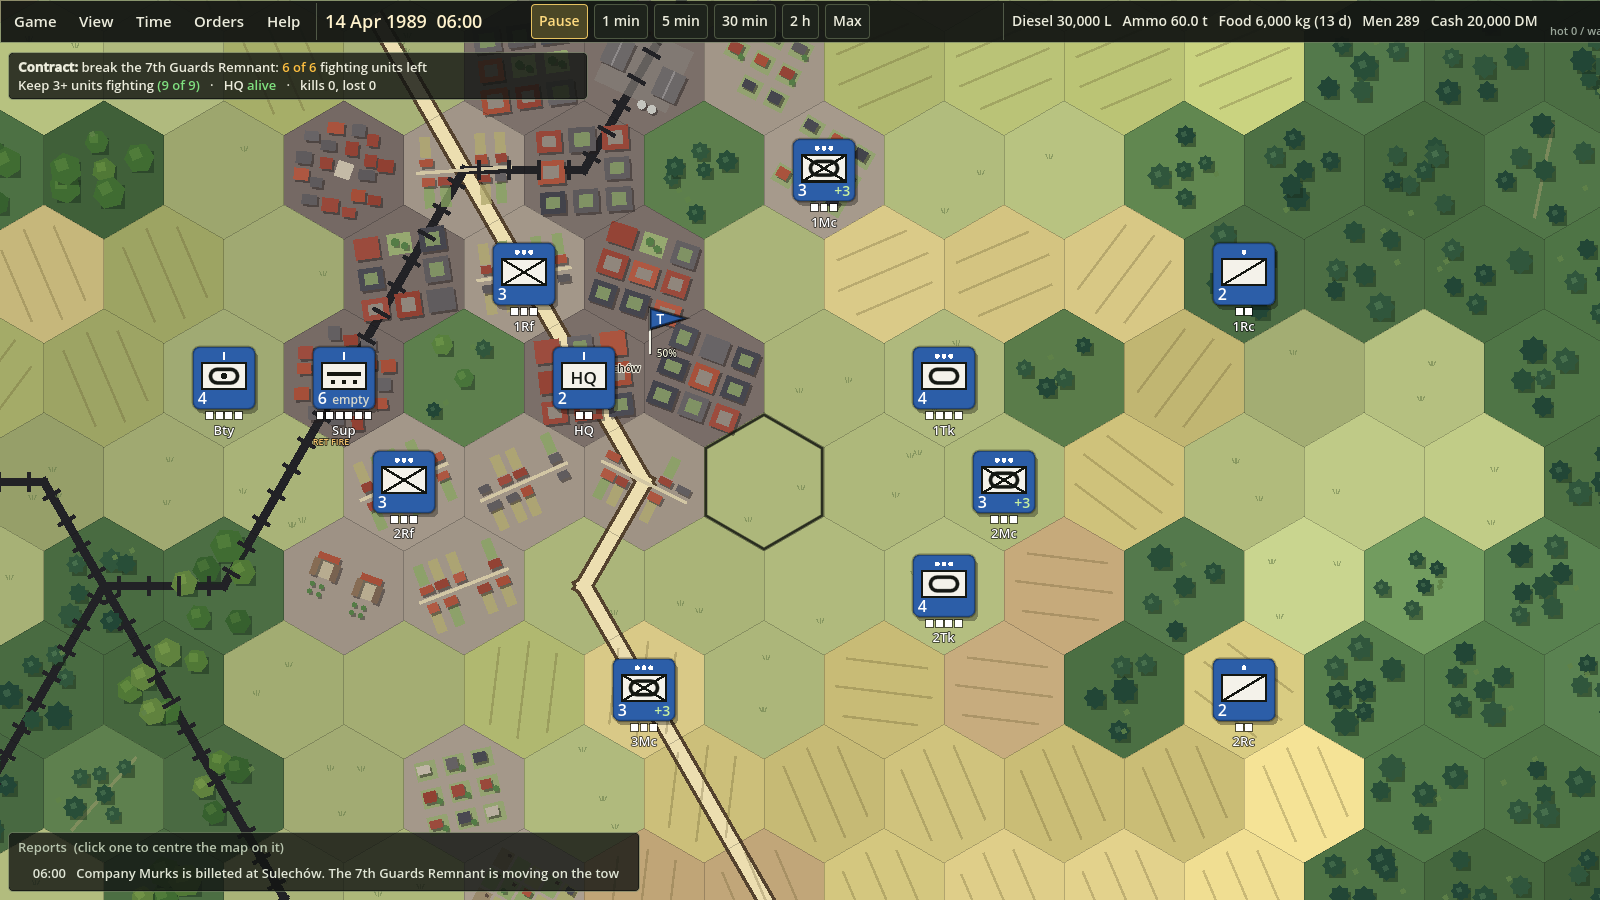 Game View Time Orders Help 14 Apr 1989 06:00 Pause 1 min 5 min 30 min 2 h Max Diesel 30,000 L Ammo 60.0 t Food 6,000 kg (13 d) Men 289 Cash 20,000 DM
hot 0 / wa
Contract: break the 7th Guards Remnant: 6 of 6 fighting units left
Keep 3+ units fighting (9 of 9) · HQ alive · kills 0, lost 0
3 +3
1Mc
3
1Rf
2
1Rc
T
50%
4
Bty
6 empty
Sup
RET FIRE
HQ
2
HQ
4
1Tk
3
2Rf
3 +3
2Mc
4
2Tk
3 +3
3Mc
2
2Rc
Reports (click one to centre the map on it)
06:00 Company Murks is billeted at Sulechów. The 7th Guards Remnant is moving on the tow